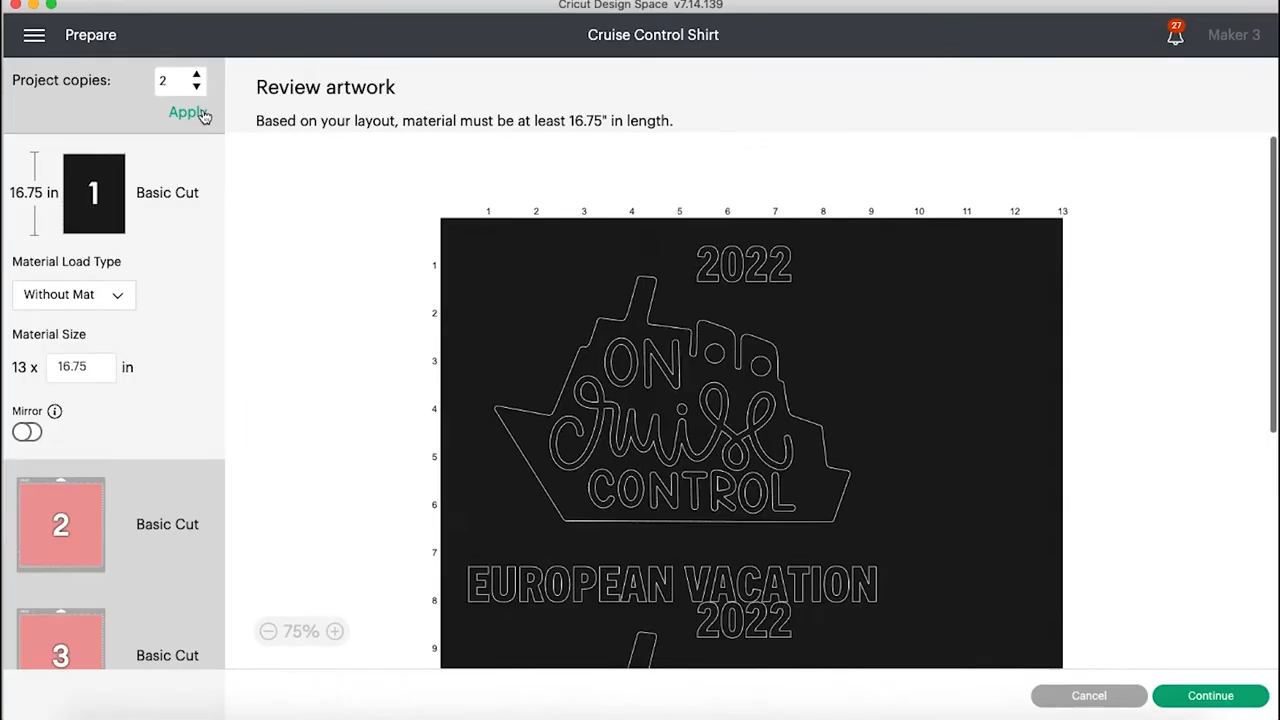 Cricut Design Space v7.14.139
Prepare
Cruise Control Shirt
27
Maker 3
Project copies:
2
Apply
Review artwork
Based on your layout, material must be at least 16.75" in length.
16.75 in
1
Basic Cut
Material Load Type
Without Mat
Material Size
13 x
16.75
in
Mirror
2
Basic Cut
3
Basic Cut
1 2 3 4 5 6 7 8 9 10 11 12 13
1
2
3
4
5
6
7
8
9
2022
ON
cruise
CONTROL
EUROPEAN VACATION
2022
75%
Cancel
Continue